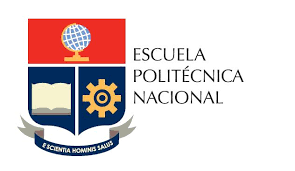 ESCUELA
POLITÉCNICA
NACIONAL
E SCIENTIA HOMINIS SALUS